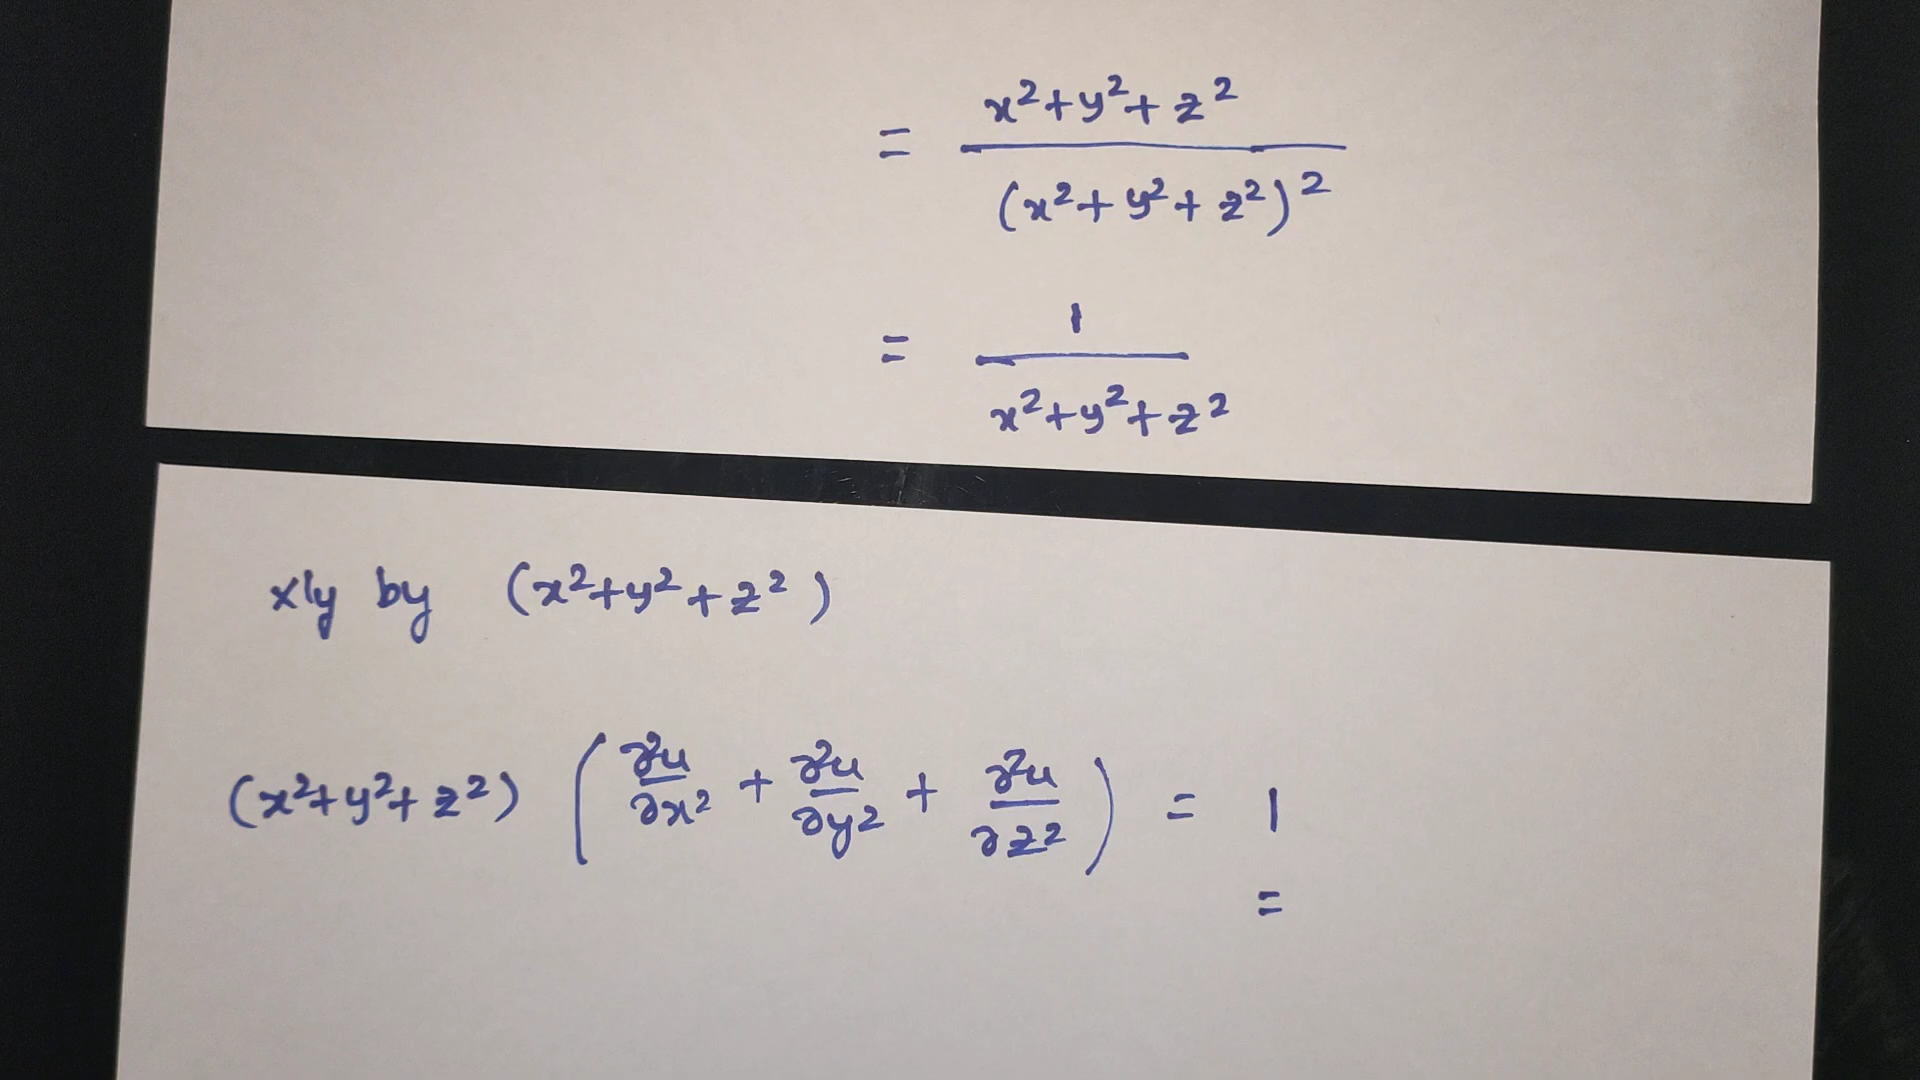 = x²+y²+z² / (x²+y²+z²)²
= 1 / x²+y²+z²
xly by (x²+y²+z²)
(x²+y²+z²) (∂²u/∂x² + ∂²u/∂y² + ∂²u/∂z²) = 1
=